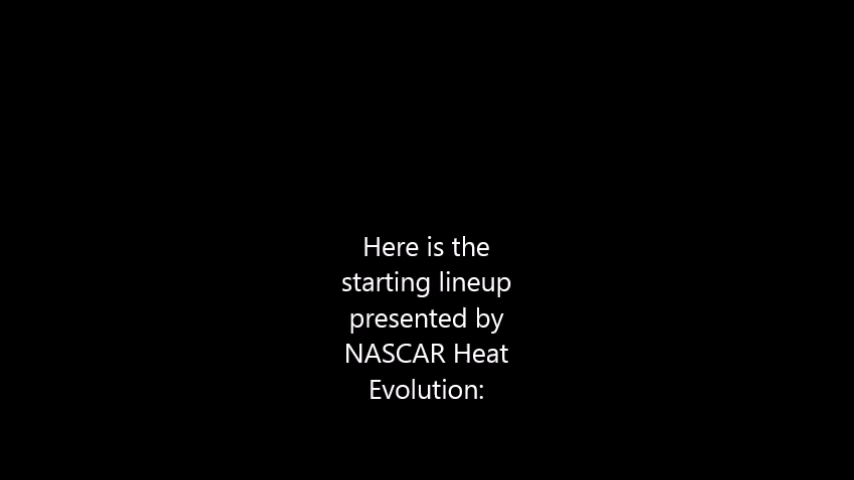 Here is the
starting lineup
presented by
NASCAR Heat
Evolution: